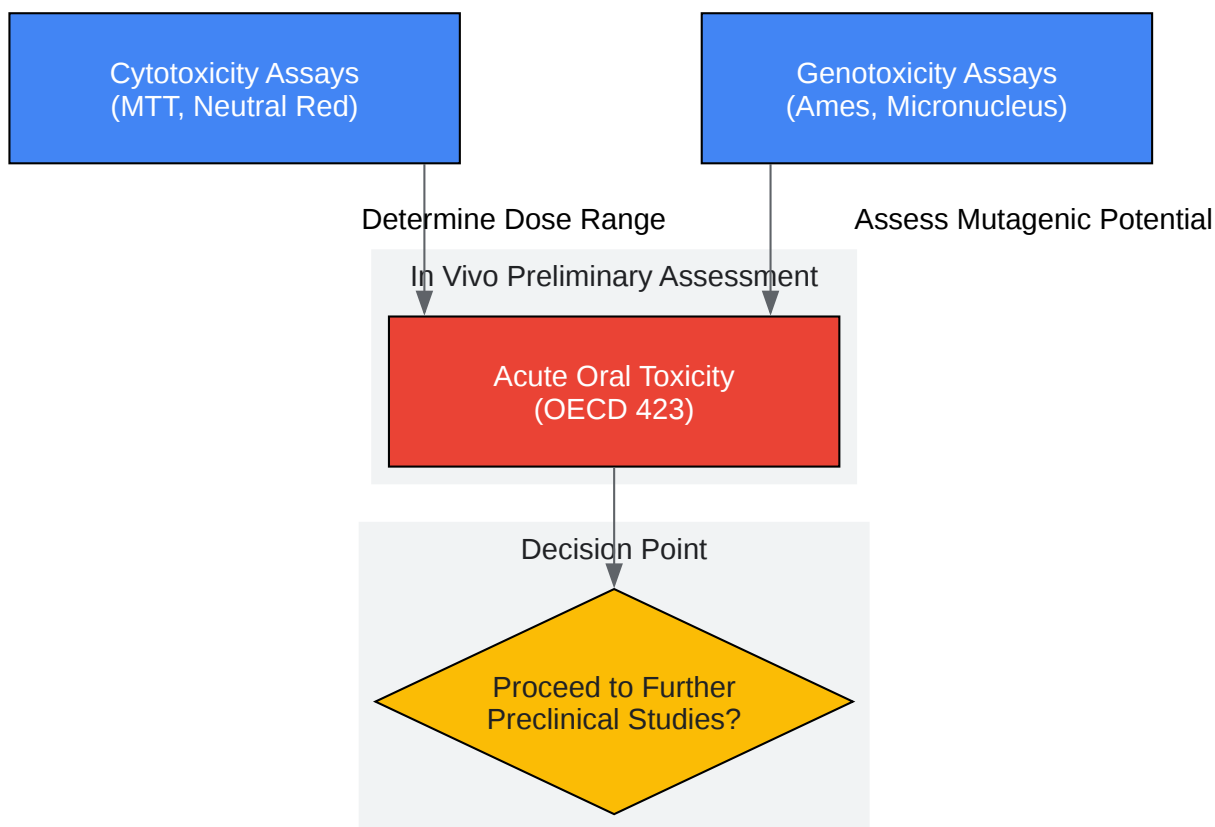 Cytotoxicity Assays
(MTT, Neutral Red)
Genotoxicity Assays
(Ames, Micronucleus)
Determine Dose Range
Assess Mutagenic Potential
In Vivo Preliminary Assessment
Acute Oral Toxicity
(OECD 423)
Decision Point
Proceed to Further
Preclinical Studies?